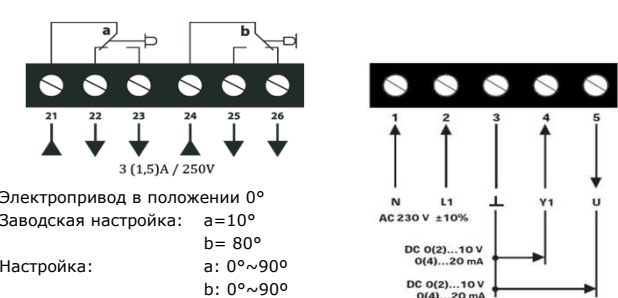 a b
21 22 23 24 25 26
3 (1,5)A / 250V
Электропривод в положении 0°
Заводская настройка: a=10°
b= 80°
Настройка: a: 0°~90º
b: 0°~90º
1 2 3 4 5
N L1 ⊥ Y1 U
AC 230 V ±10%
DC 0(2)...10 V
0(4)...20 mA
DC 0(2)...10 V
0(4)...20 mA